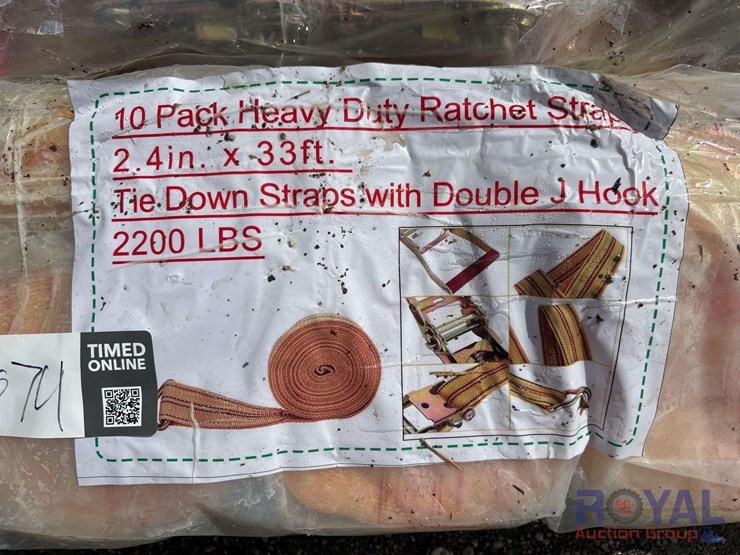 10 Pack Heavy Duty Ratchet Strap
2.4in. x 33ft.
Tie Down Straps with Double J Hook
2200 LBS
TIMED
ONLINE
ROYAL
Auction Group